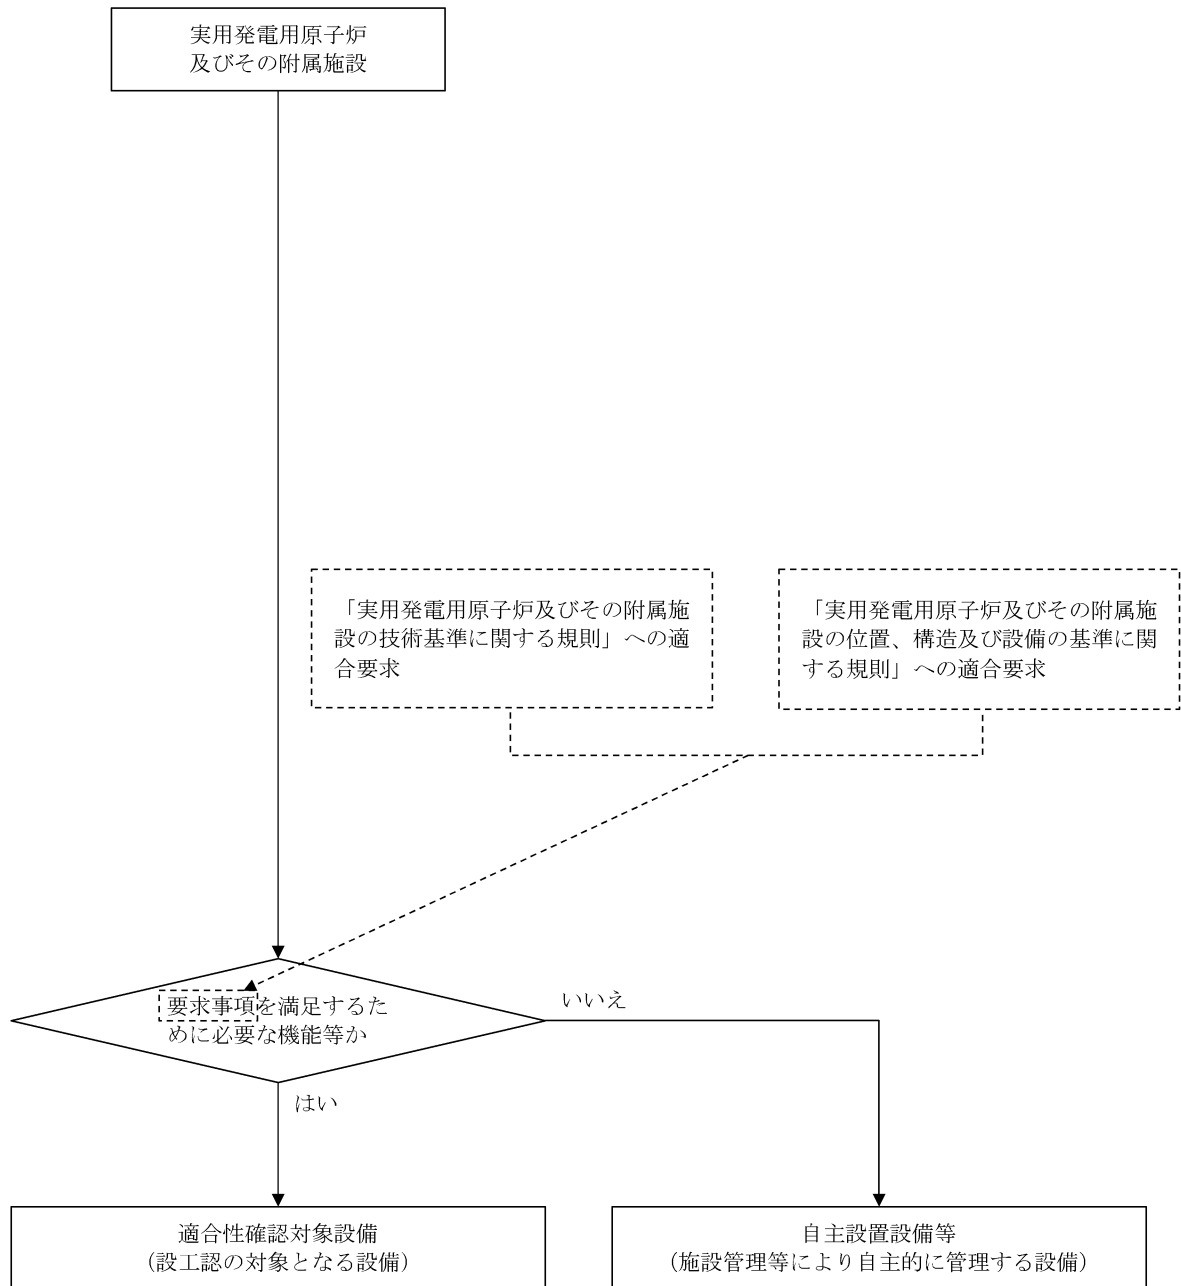 実用発電用原子炉
及びその附属施設
「実用発電用原子炉及びその附属施
設の技術基準に関する規則」への適
合要求
「実用発電用原子炉及びその附属施
設の位置、構造及び設備の基準に関
する規則」への適合要求
要求事項を満足するた
めに必要な機能等か
いいえ
はい
適合性確認対象設備
（設工認の対象となる設備）
自主設置設備等
（施設管理等により自主的に管理する設備）